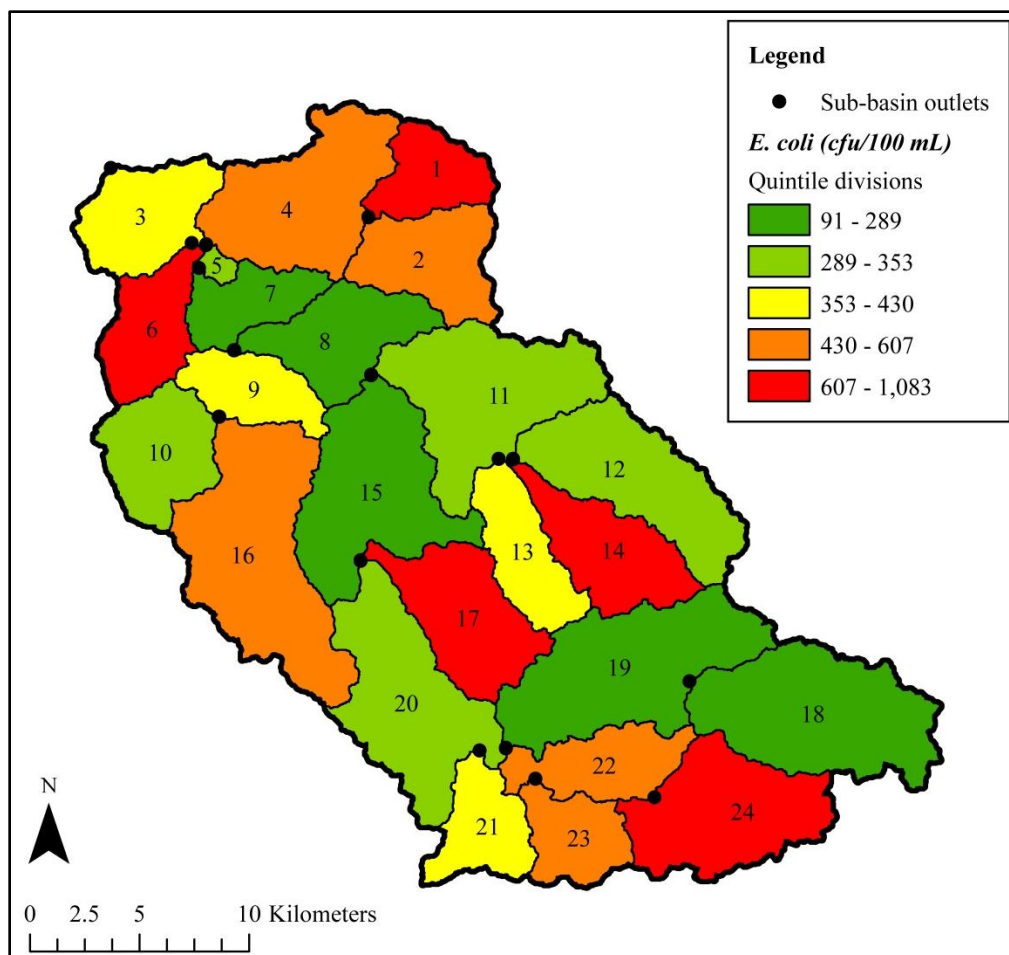 Legend
Sub-basin outlets
E. coli (cfu/100 mL)
Quintile divisions
91 - 289
289 - 353
353 - 430
430 - 607
607 - 1,083
1
3
4
2
5
7
6
8
9
11
10
12
15
13
14
16
17
19
20
18
22
21
23
24
N
0 2.5 5 10 Kilometers